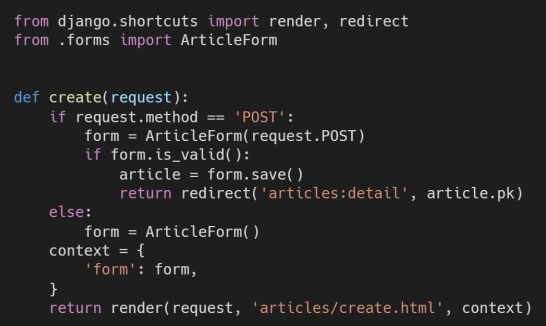 from django.shortcuts import render, redirect
from .forms import ArticleForm


def create(request):
    if request.method == 'POST':
        form = ArticleForm(request.POST)
        if form.is_valid():
            article = form.save()
            return redirect('articles:detail', article.pk)
    else:
        form = ArticleForm()
    context = {
        'form': form,
    }
    return render(request, 'articles/create.html', context)